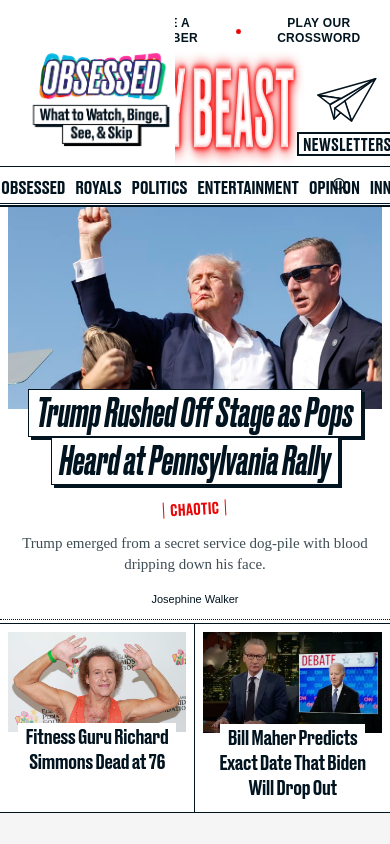 PLAY OUR
CROSSWORD
OBSESSED
What to Watch, Binge,
See, & Skip
BEAST
NEWSLETTERS
OBSESSED ROYALS POLITICS ENTERTAINMENT OPINION INN
Trump Rushed Off Stage as Pops
Heard at Pennsylvania Rally
CHAOTIC
Trump emerged from a secret service dog-pile with blood
dripping down his face.
Josephine Walker
DEBATE
Fitness Guru Richard
Simmons Dead at 76
Bill Maher Predicts
Exact Date That Biden
Will Drop Out